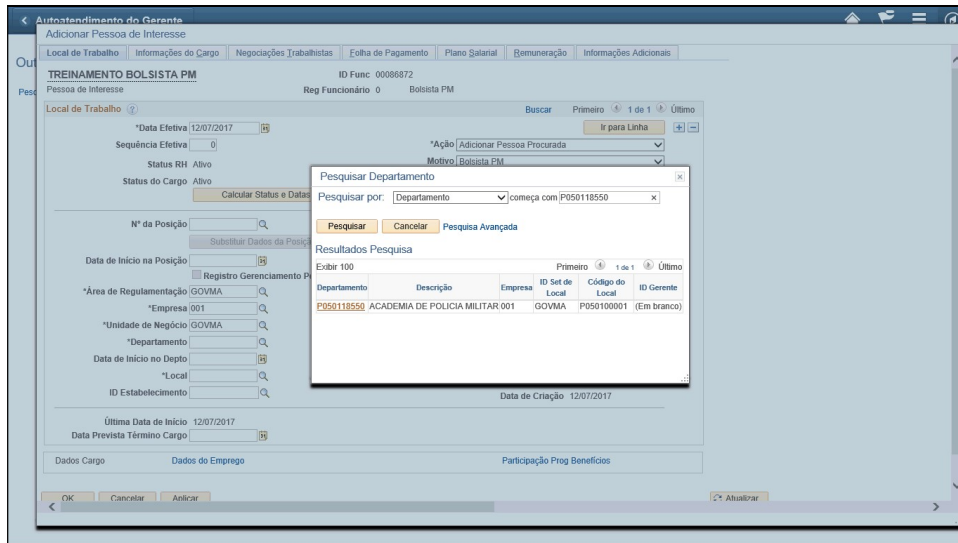 Autoatendimento do Gerente
Adicionar Pessoa de Interesse
Local de Trabalho Informações do Cargo Negociações Trabalhistas Folha de Pagamento Plano Salarial Remuneração Informações Adicionais
Out
TREINAMENTO BOLSISTA PM ID Func 00086872
Pesq
Pessoa de Interesse Reg Funcionário 0 Bolsista PM
Local de Trabalho Buscar Primeiro 1 de 1 Último
*Data Efetiva 12/07/2017 Ir para Linha
Sequência Efetiva 0 *Ação Adicionar Pessoa Procurada
Status RH Ativo Motivo Bolsista PM
Status do Cargo Ativo
Calcular Status e Datas
Nº da Posição
Substituir Dados da Posição
Data de Início na Posição
Registro Gerenciamento P
*Área de Regulamentação GOVMA
*Empresa 001
*Unidade de Negócio GOVMA
*Departamento
Data de Início no Depto
*Local
ID Estabelecimento
Data de Criação 12/07/2017
Última Data de Início 12/07/2017
Data Prevista Término Cargo
Pesquisar Departamento
Pesquisar por: Departamento começa com P050118550
Pesquisar Cancelar Pesquisa Avançada
Resultados Pesquisa
Exibir 100 Primeiro 1 de 1 Último
Departamento Descrição Empresa ID Set de Local Código do Local ID Gerente
P050118550 ACADEMIA DE POLICIA MILITAR 001 GOVMA P050100001 (Em branco)
Dados Cargo Dados do Emprego Participação Prog Benefícios
OK Cancelar Aplicar Atualizar